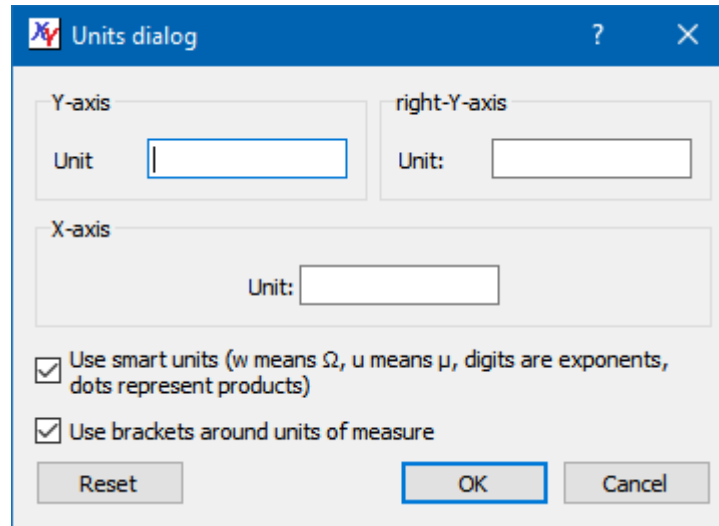 XY Units dialog ?
Y-axis
right-Y-axis
Unit
Unit:
X-axis
Unit:
Use smart units (w means Ω, u means μ, digits are exponents,
dots represent products)
Use brackets around units of measure
Reset OK Cancel